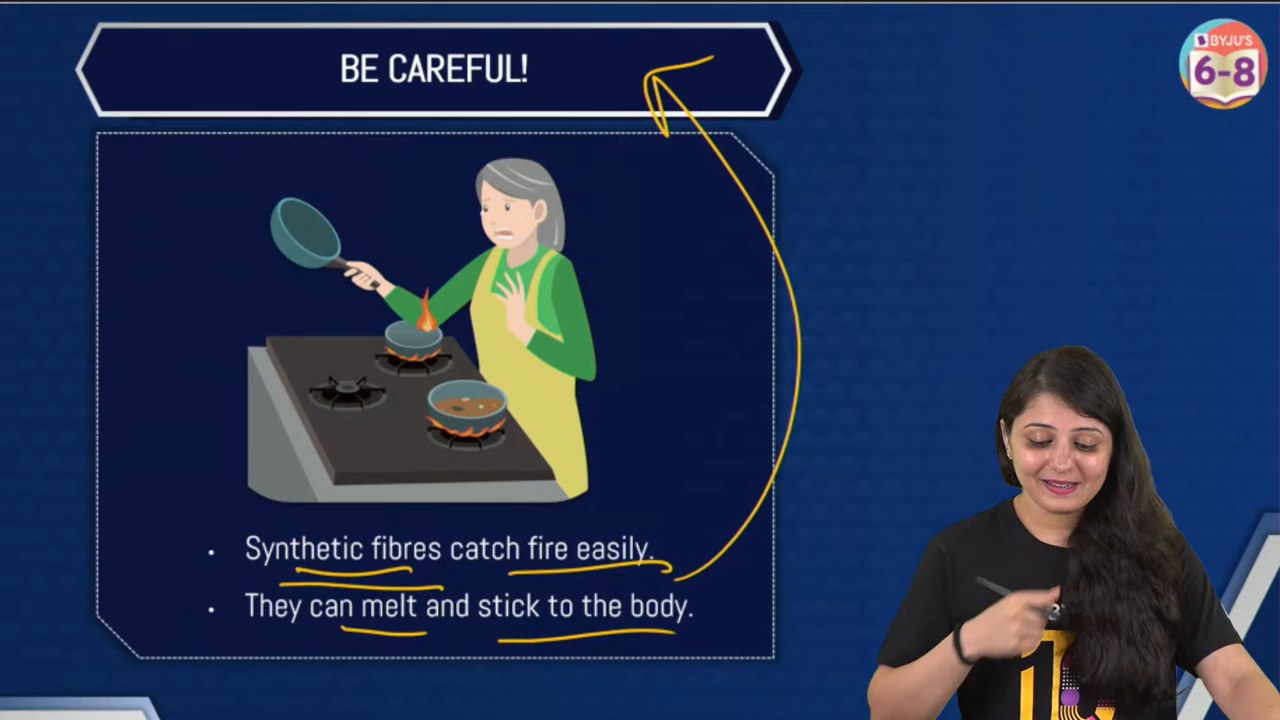 BE CAREFUL!
BYJU'S
6-8
Synthetic fibres catch fire easily.
They can melt and stick to the body.